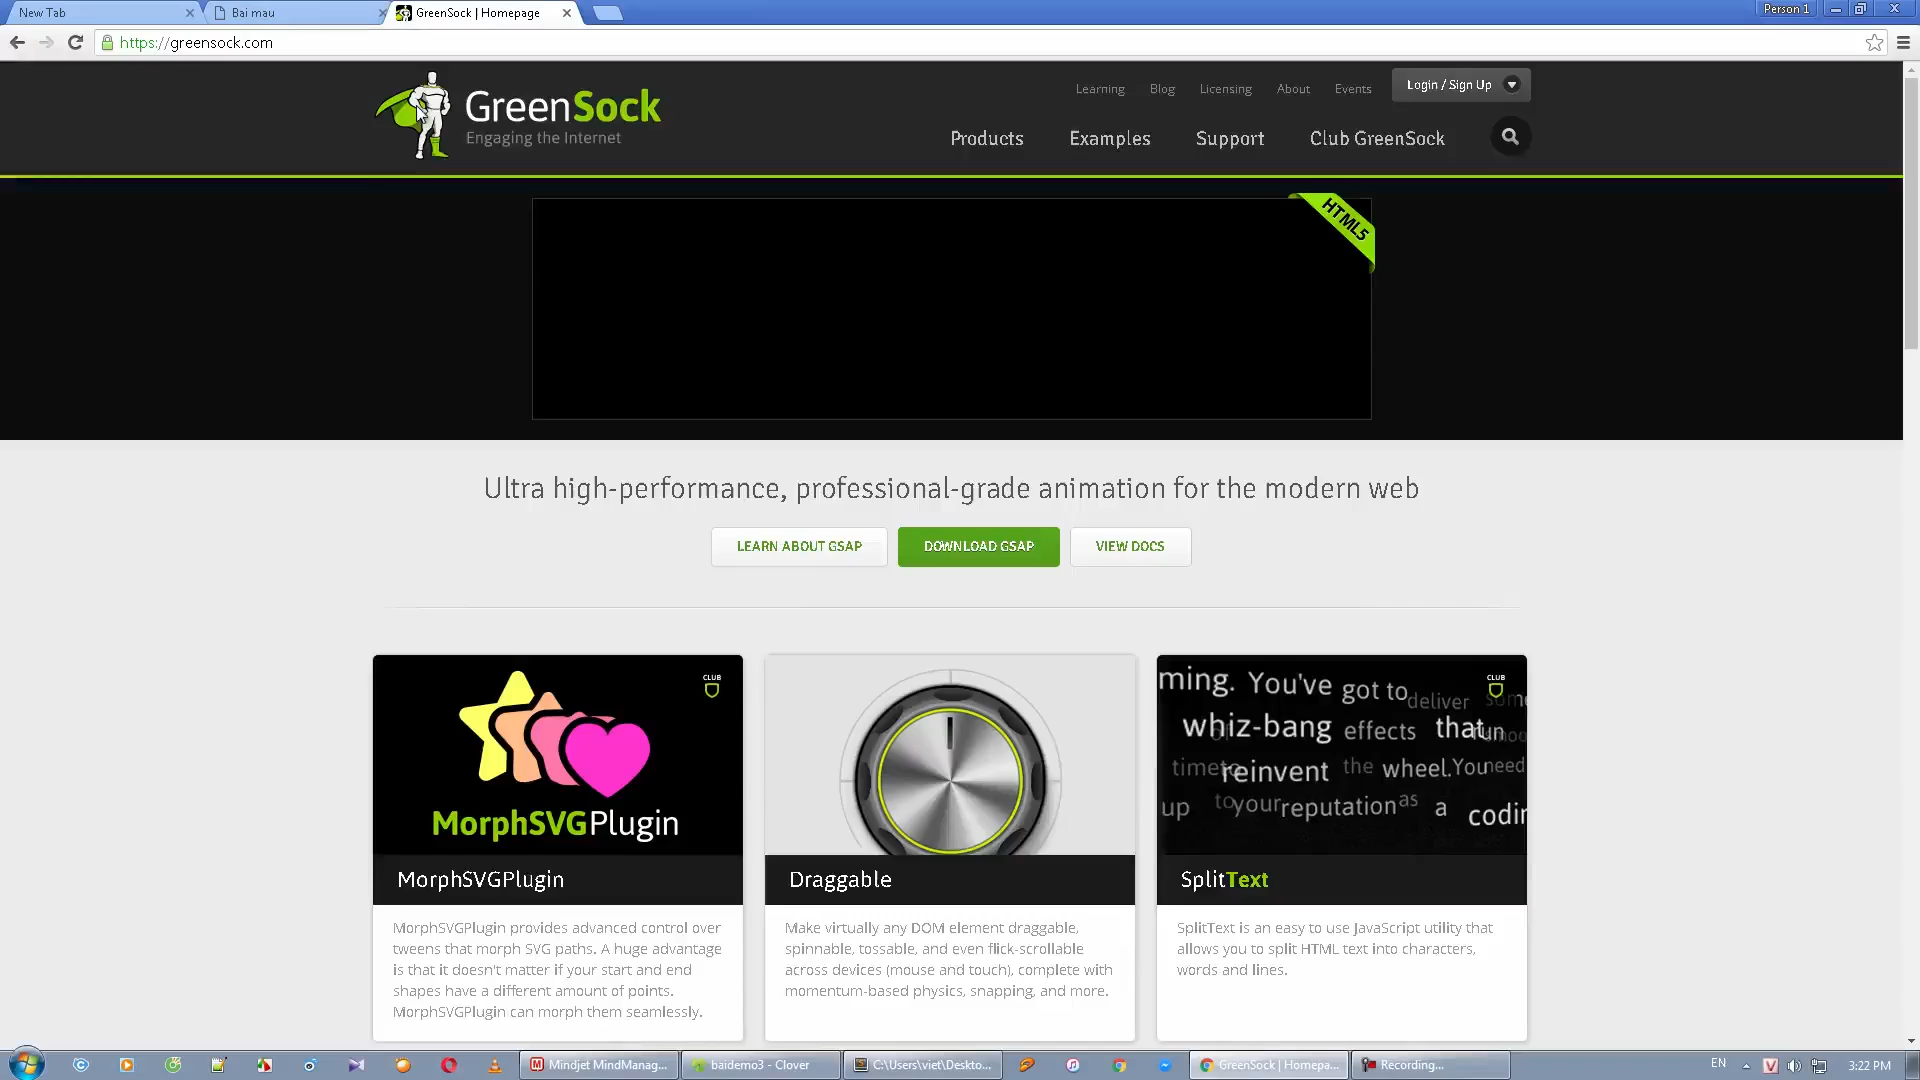 New Tab
Bai mau
GreenSock | Homepage
Person 1
https://greensock.com
GreenSock
Engaging the Internet
Learning
Blog
Licensing
About
Events
Login / Sign Up
Products
Examples
Support
Club GreenSock
HTML5
Ultra high-performance, professional-grade animation for the modern web
LEARN ABOUT GSAP
DOWNLOAD GSAP
VIEW DOCS
CLUB
MorphSVGPlugin
MorphSVGPlugin
MorphSVGPlugin provides advanced control over
tweens that morph SVG paths. A huge advantage
is that it doesn't matter if your start and end
shapes have a different amount of points.
MorphSVGPlugin can morph them seamlessly.
Draggable
Make virtually any DOM element draggable,
spinnable, tossable, and even flick-scrollable
across devices (mouse and touch), complete with
momentum-based physics, snapping, and more.
CLUB
ming. You've got to deliver
whiz-bang effects that
time reinvent the wheel. You need
up to your reputation as a
SplitText
SplitText is an easy to use JavaScript utility that
allows you to split HTML text into characters,
words and lines.
Mindjet MindManag...
baidemo3 - Clover
C:\Users\viet\Deskto...
GreenSock | Homepa...
Recording...
EN
3:22 PM